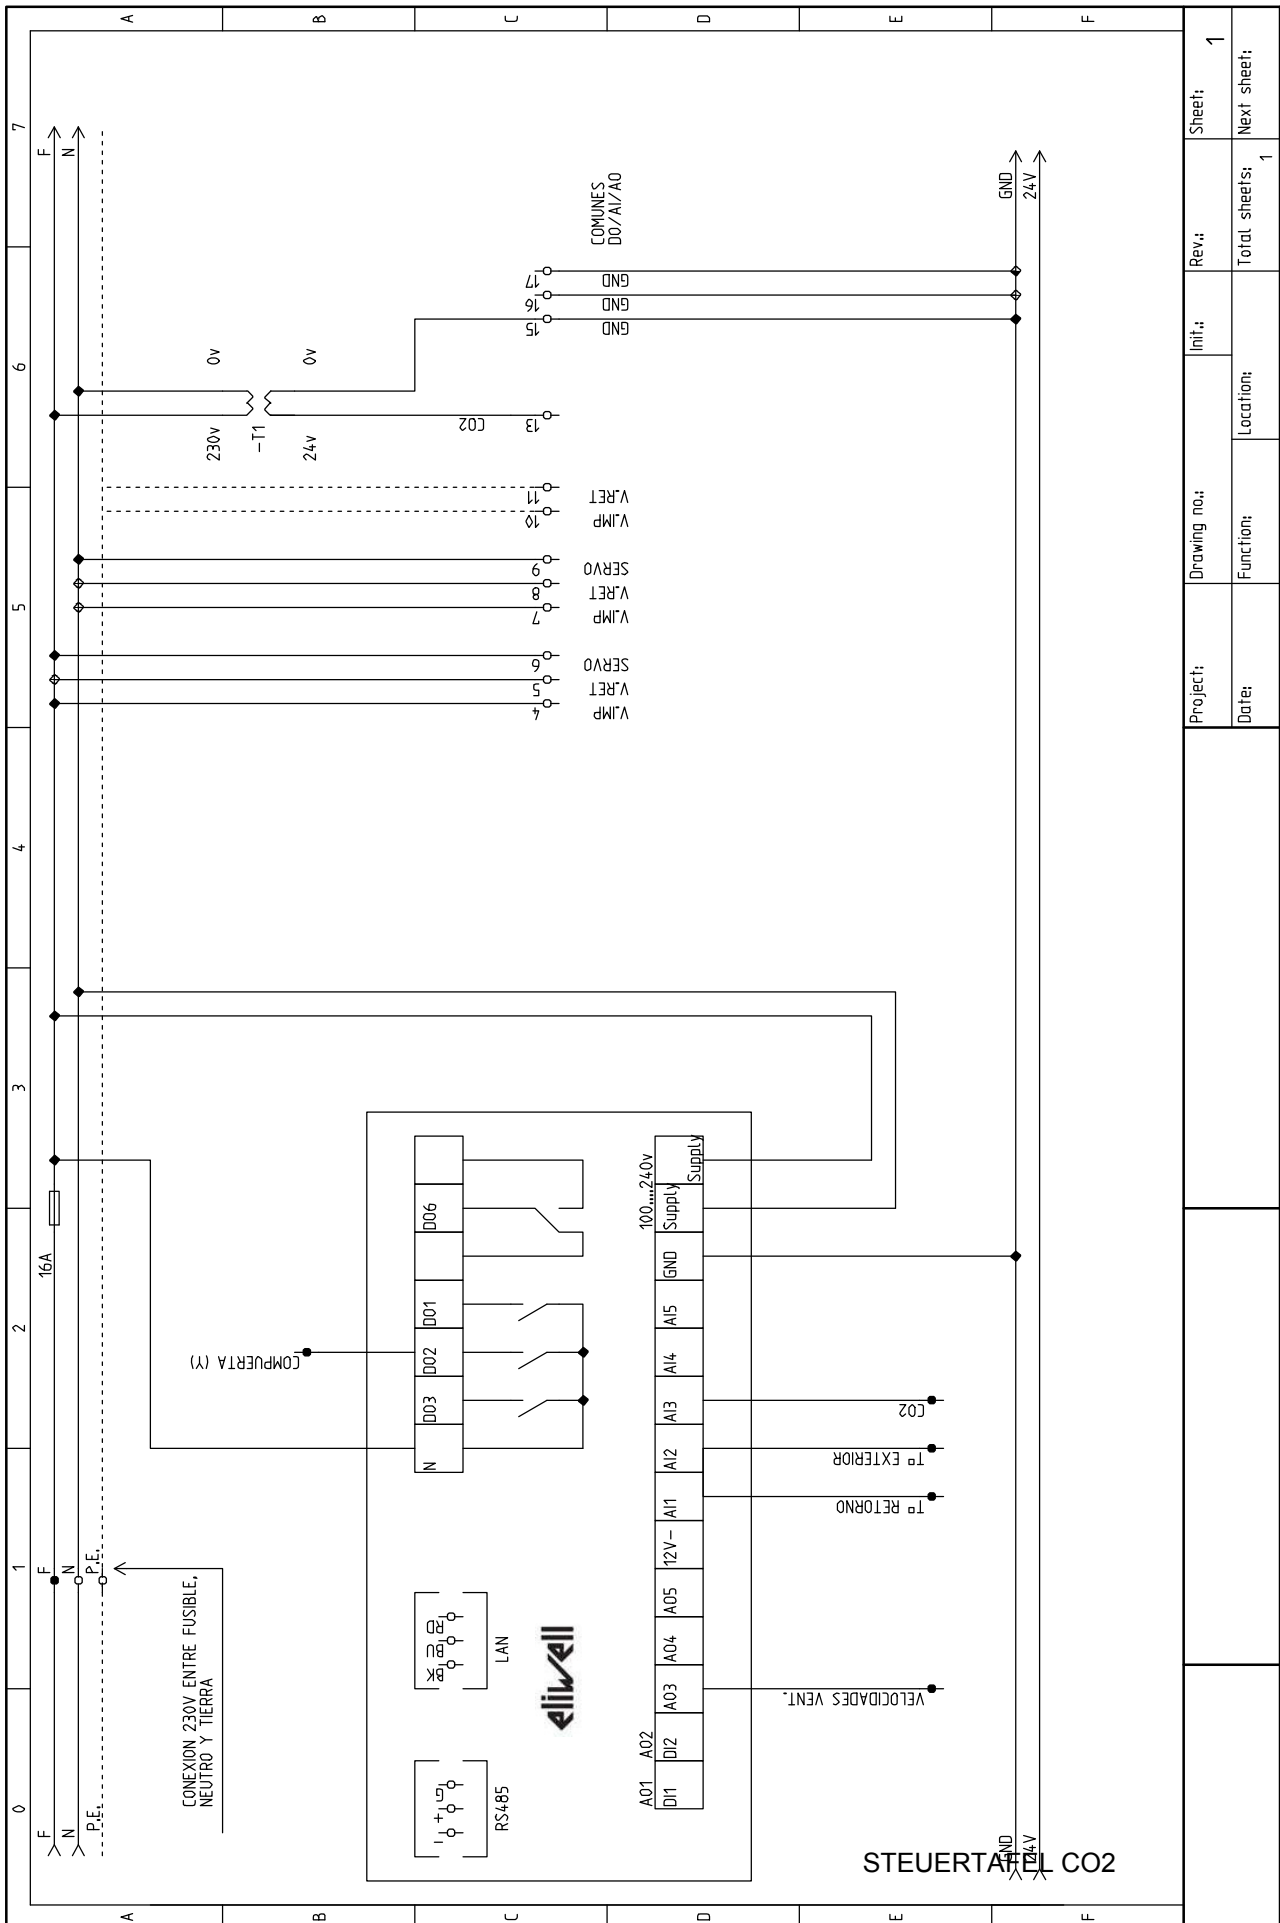 STEUERTAFEL CO2
0
1
2
3
4
5
6
7
A
B
C
D
E
F
A
B
C
D
E
F
F
N
P.E.
F
N
P.E.
16A
F
N
CONEXION 230V ENTRE FUSIBLE,
NEUTRO Y TIERRA
COMPUERTA (Y)
230v
0v
-T1
24v
0v
- + G
RS485
BK BU RD
LAN
eliwell
N
DO3
DO2
DO1
DO6
4
5
6
7
8
9
10
11
13
CO2
15
16
17
V.IMP
V.RET
SERVO
V.IMP
V.RET
SERVO
V.IMP
V.RET
GND
GND
GND
COMUNES
DO/AI/AO
AO1
AO2
100....240v
DI1
DI2
AO3
AO4
AO5
12V-
AI1
AI2
AI3
AI4
AI5
GND
Supply
Supply
VELOCIDADES VENT.
Tº RETORNO
Tº EXTERIOR
CO2
GND
24V
GND
24V
Project:
Drawing no.:
Init.:
Rev.:
Sheet:
1
Date:
Function:
Location:
Total sheets:
1
Next sheet: